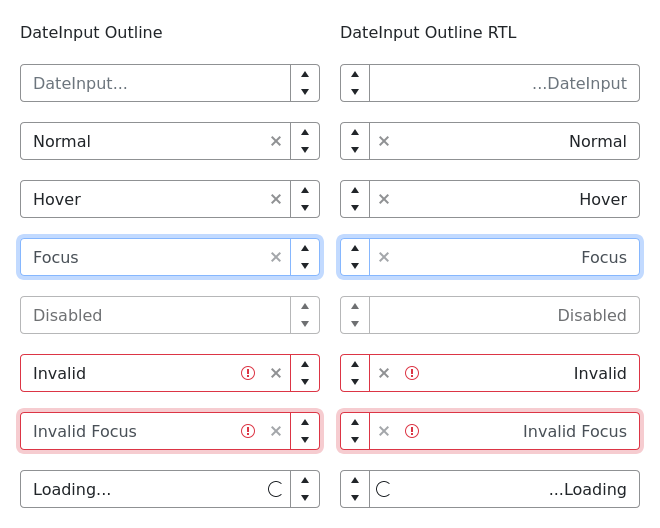 DateInput Outline
DateInput...
Normal
Hover
Focus
Disabled
Invalid
Invalid Focus
Loading...
DateInput Outline RTL
...DateInput
Normal
Hover
Focus
Disabled
Invalid
Invalid Focus
...Loading